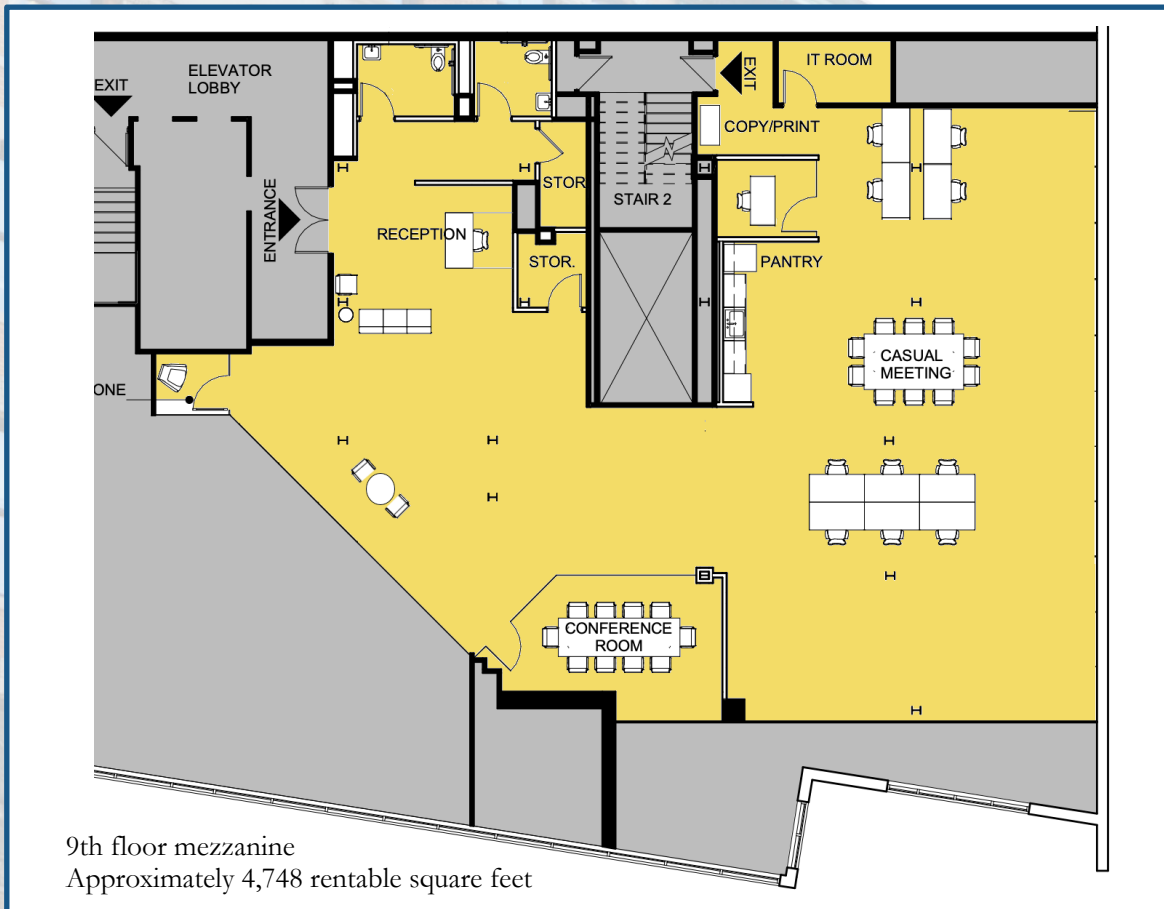 EXIT
ELEVATOR
LOBBY
ENTRANCE
RECEPTION
STOR
STOR.
STAIR 2
EXIT
IT ROOM
COPY/PRINT
PANTRY
CASUAL
MEETING
ONE
CONFERENCE
ROOM
9th floor mezzanine
Approximately 4,748 rentable square feet